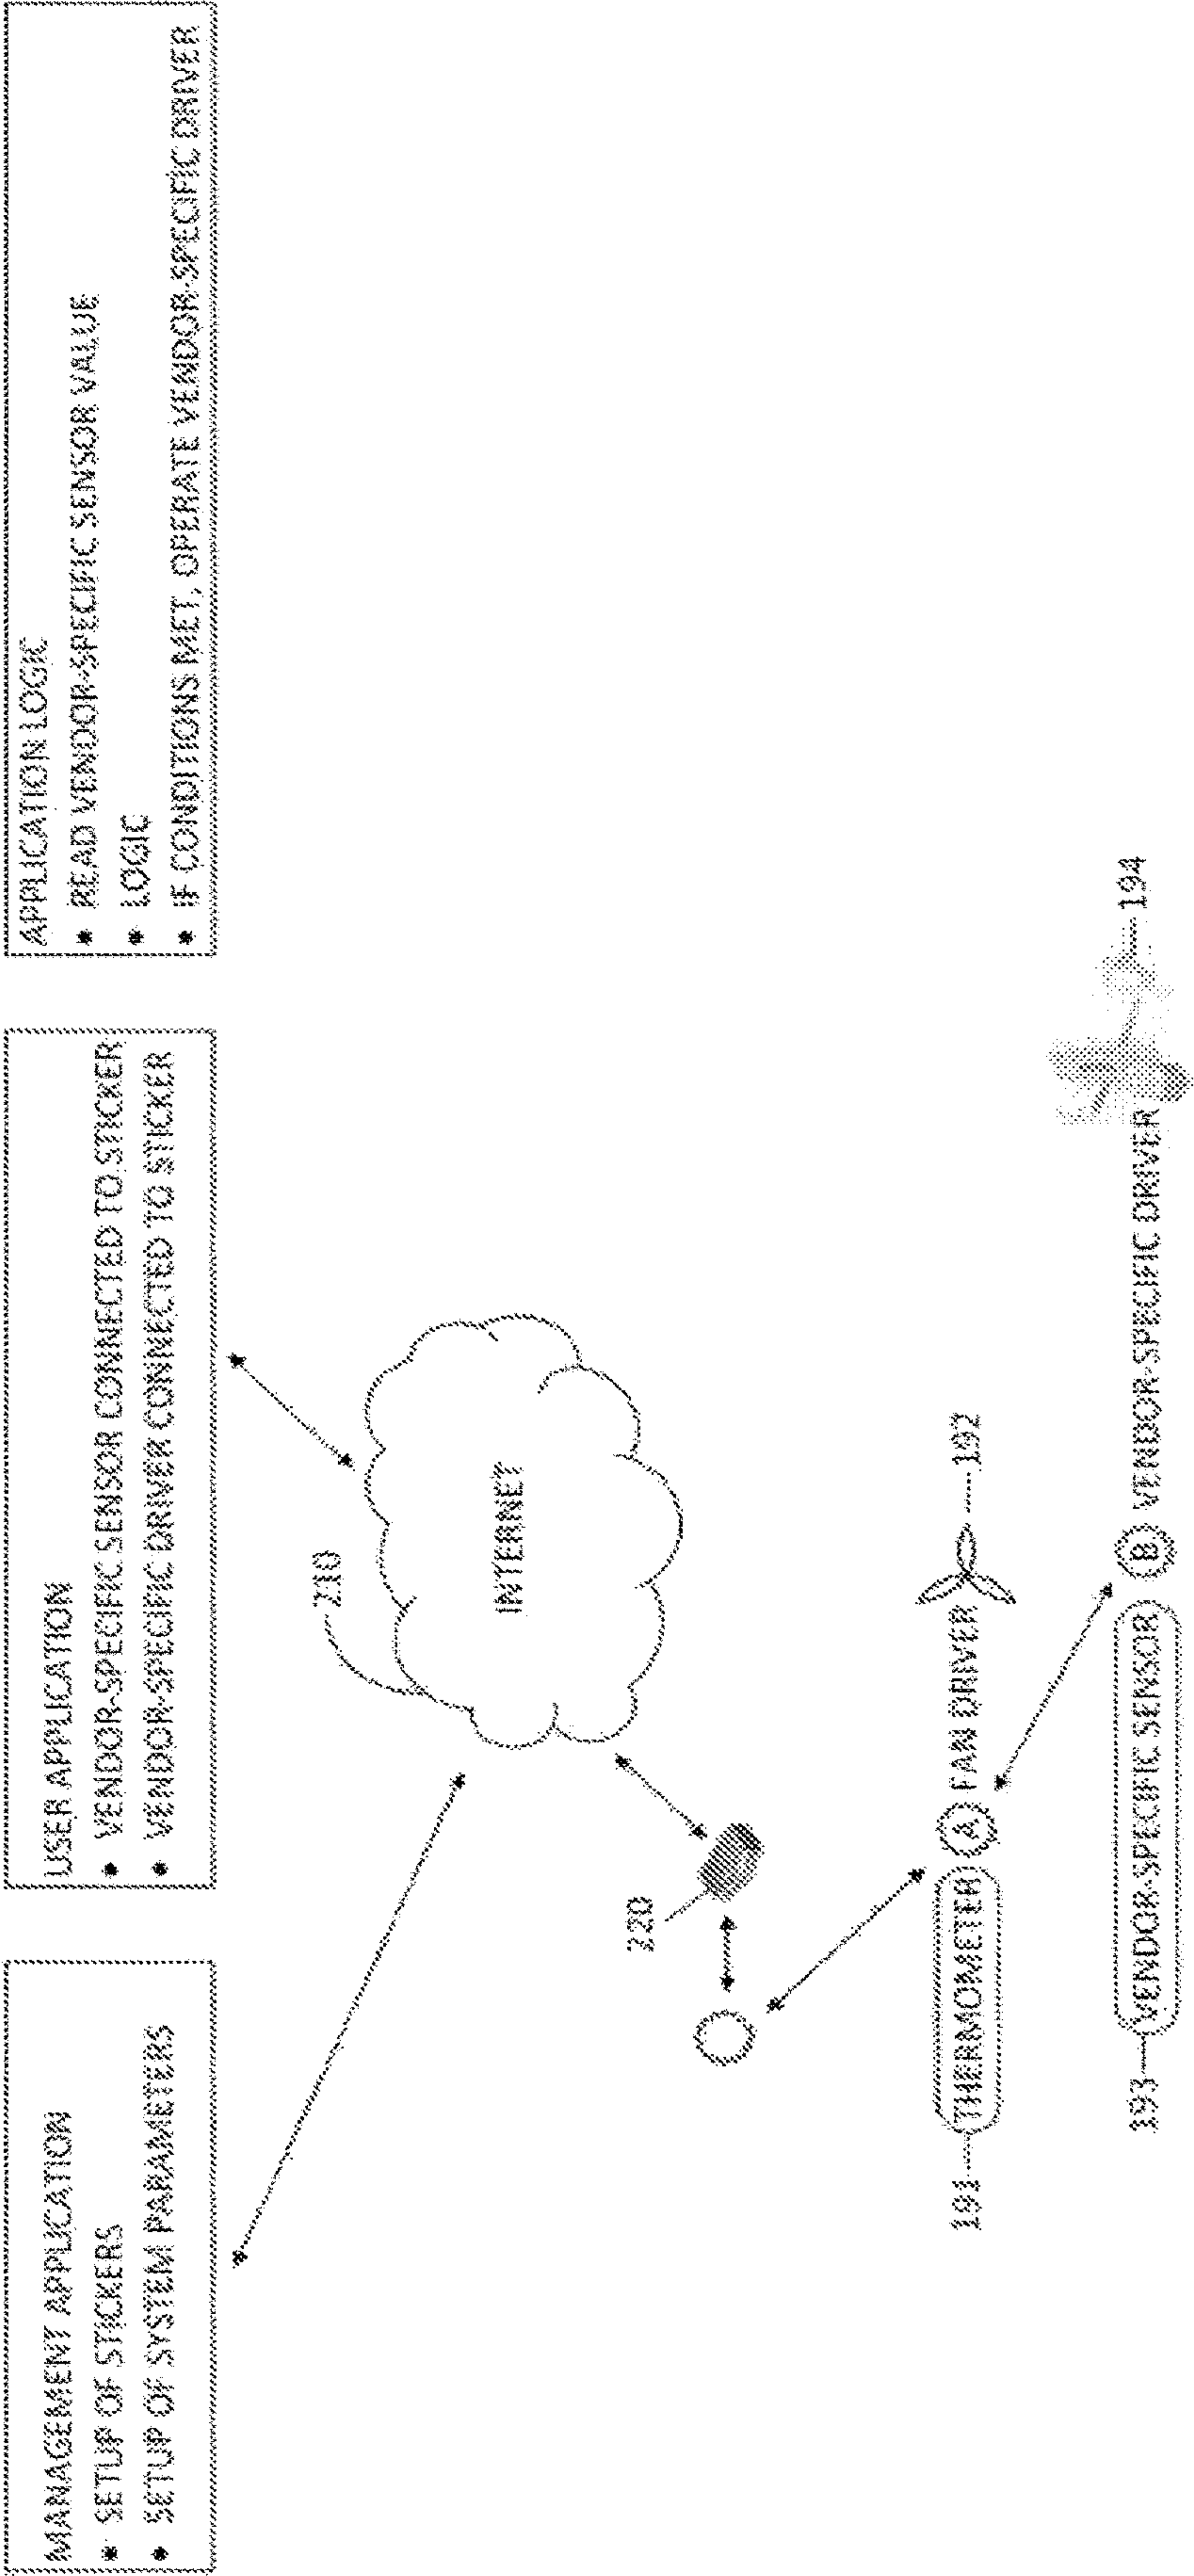 MANAGEMENT APPLICATION
• SETUP OF STICKERS
• SETUP OF SYSTEM PARAMETERS
USER APPLICATION
• VENDOR-SPECIFIC SENSOR CONNECTED TO STICKER
• VENDOR-SPECIFIC DRIVER CONNECTED TO STICKER
APPLICATION LOGIC
• READ VENDOR-SPECIFIC SENSOR VALUE
• LOGIC
• IF CONDITIONS MET, OPERATE VENDOR-SPECIFIC DRIVER
INTERNET
191
THERMOMETER
A
FAN DRIVER
192
193
VENDOR-SPECIFIC SENSOR
B
VENDOR-SPECIFIC DRIVER
194